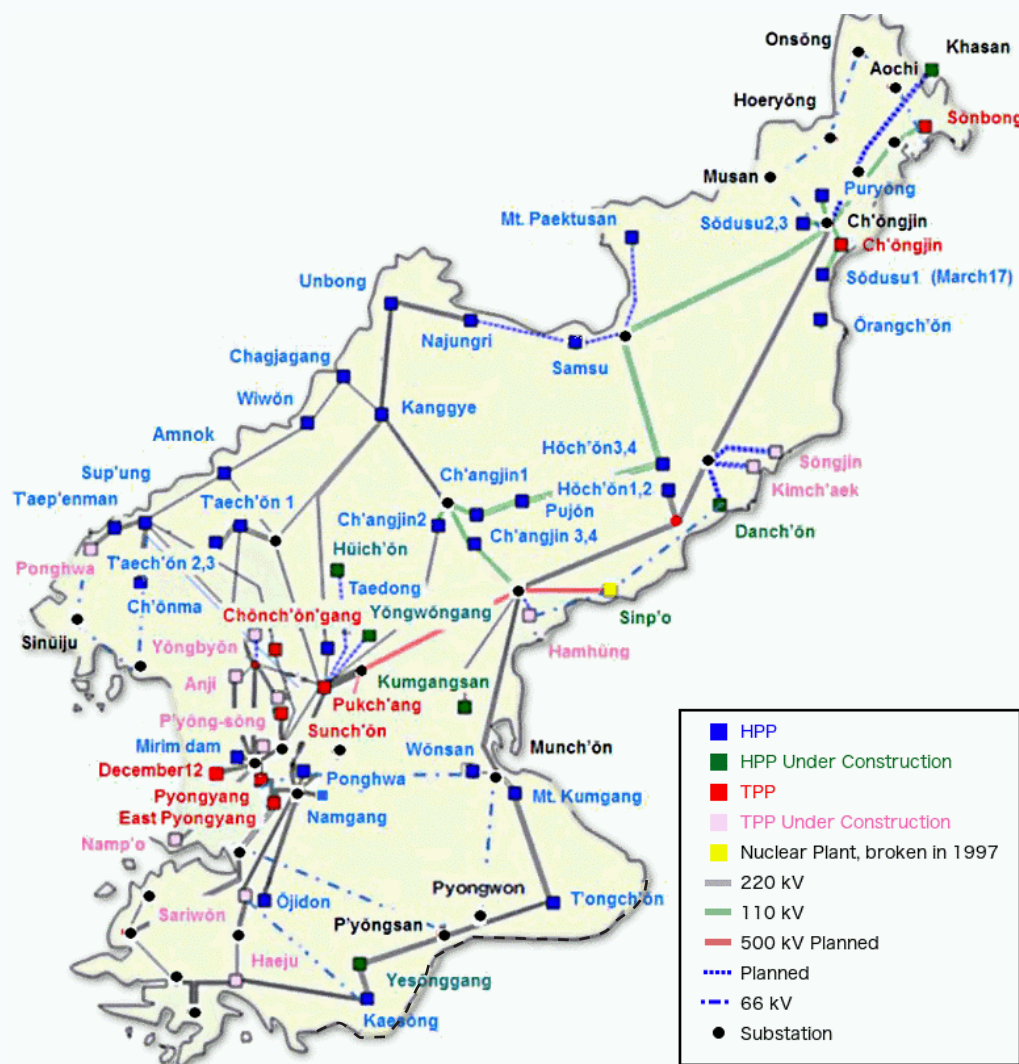 Onsŏng
Khasan
Aochi
Hoeryŏng
Sŏnbong
Musan
Puryŏng
Mt. Paektusan
Sŏdusu2,3
Ch'ŏngjin
Ch'ŏngjin
Sŏdusu1 (March17)
Unbong
Ŏrangch'ŏn
Najungri
Chagjagang
Samsu
Wiwŏn
Kanggye
Amnok
Hŏch'ŏn3,4
Sŏngjin
Sup'ung
Ch'angjin1
Kimch'aek
Hŏch'ŏn1,2
T'aep'enman
T'aech'ŏn 1
Pujŏn
Ch'angjin2
Danch'ŏn
Ch'angjin 3,4
Hŭich'ŏn
Ponghwa
T'aech'ŏn 2,3
Taedong
Ch'ŏnma
Chŏnch'ŏn'gang
Yŏngwŏngang
Sinp'o
Sinŭiju
Yŏngbyŏn
Hamhŭng
Anji
Kumgangsan
Pukch'ang
P'yŏng-sŏng
Sunch'ŏn
Mirim dam
Wŏnsan
Munch'ŏn
December12
Ponghwa
Pyongyang
Mt. Kumgang
East Pyongyang
Namgang
Namp'o
Pyongwon
T'ongch'ŏn
Ŏjidon
Sariwŏn
P'yŏngsan
Haeju
Yesŏnggang
Kaesŏng
HPP
HPP Under Construction
TPP
TPP Under Construction
Nuclear Plant, broken in 1997
220 kV
110 kV
500 kV Planned
Planned
66 kV
Substation